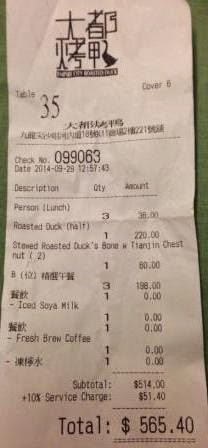 大都
烤鴨
EMPIRE CITY ROASTED DUCK
Cover 6
Table 35
大都烤鴨
Check No. 099063
Date 2014-09-29 12:57:43
Description Qty Amount
Person (Lunch)
3 36.00
Roasted Duck (half)
1 220.00
Stewed Roasted Duck's Bone w Tianjin Chest
nut ( 2)
1 60.00
B (位) 精選午餐
3 198.00
餐飲 1 0.00
- Iced Soya Milk
1 0.00
餐飲 1 0.00
- Fresh Brew Coffee
1 0.00
- 凍檸水 1 0.00
Subtotal: $514.00
+10% Service Charge: $51.40
Total: $ 565.40